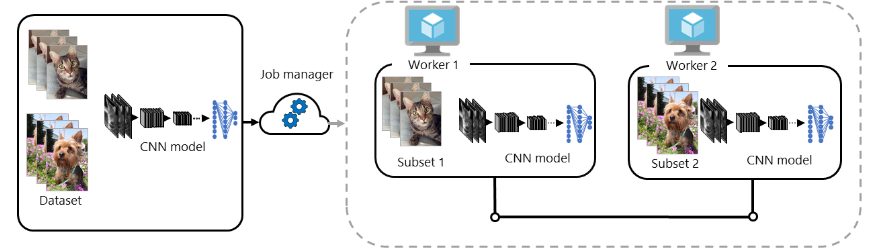 Dataset
CNN model
Job manager
Worker 1
Subset 1
CNN model
Worker 2
Subset 2
CNN model